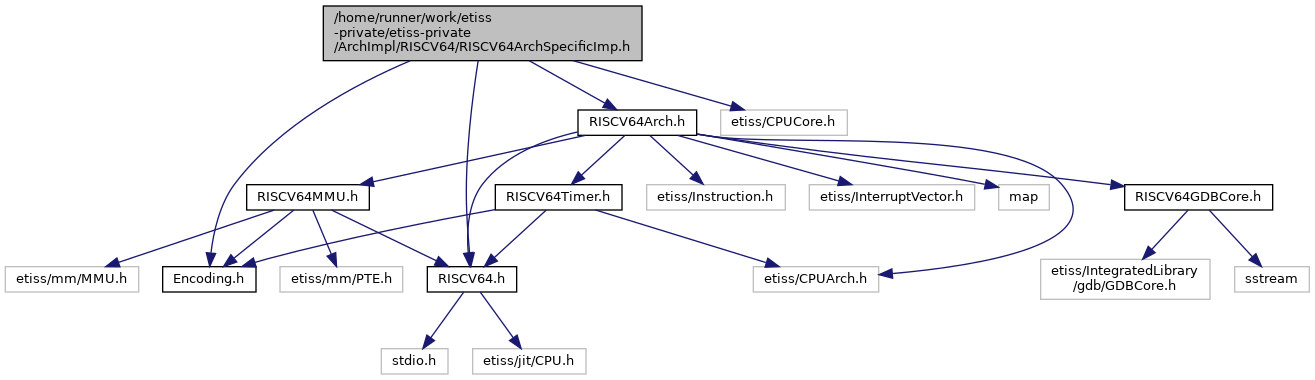 /home/runner/work/etiss
-private/etiss-private
/ArchImpl/RISCV64/RISCV64ArchSpecificImp.h
RISCV64Arch.h
etiss/CPUCore.h
RISCV64MMU.h
RISCV64Timer.h
etiss/Instruction.h
etiss/InterruptVector.h
map
RISCV64GDBCore.h
etiss/mm/MMU.h
Encoding.h
etiss/mm/PTE.h
RISCV64.h
etiss/CPUArch.h
etiss/IntegratedLibrary
/gdb/GDBCore.h
sstream
stdio.h
etiss/jit/CPU.h